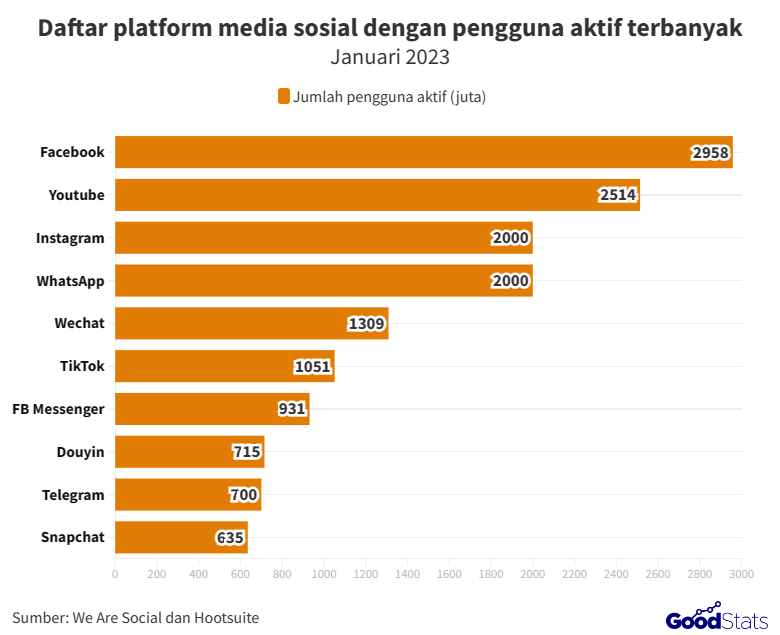 Daftar platform media sosial dengan pengguna aktif terbanyak
Januari 2023
Jumlah pengguna aktif (juta)
Facebook 2958
Youtube 2514
Instagram 2000
WhatsApp 2000
Wechat 1309
TikTok 1051
FB Messenger 931
Douyin 715
Telegram 700
Snapchat 635
0 200 400 600 800 1000 1200 1400 1600 1800 2000 2200 2400 2600 2800 3000
Sumber: We Are Social dan Hootsuite
GoodStats